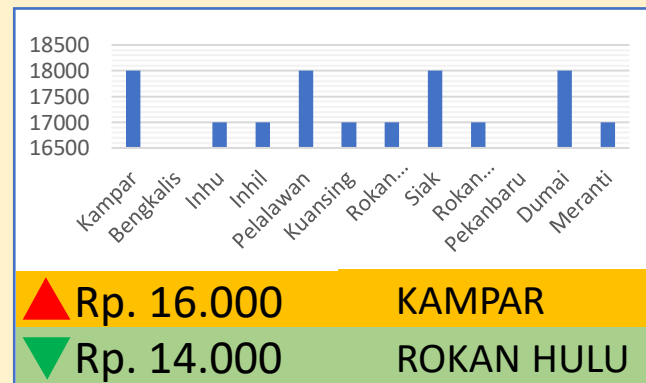 18500
18000
17500
17000
16500
Kampar
Bengkalis
Inhu
Inhil
Pelalawan
Kuansing
Rokan...
Siak
Rokan...
Pekanbaru
Dumai
Meranti
Rp. 16.000 KAMPAR
Rp. 14.000 ROKAN HULU